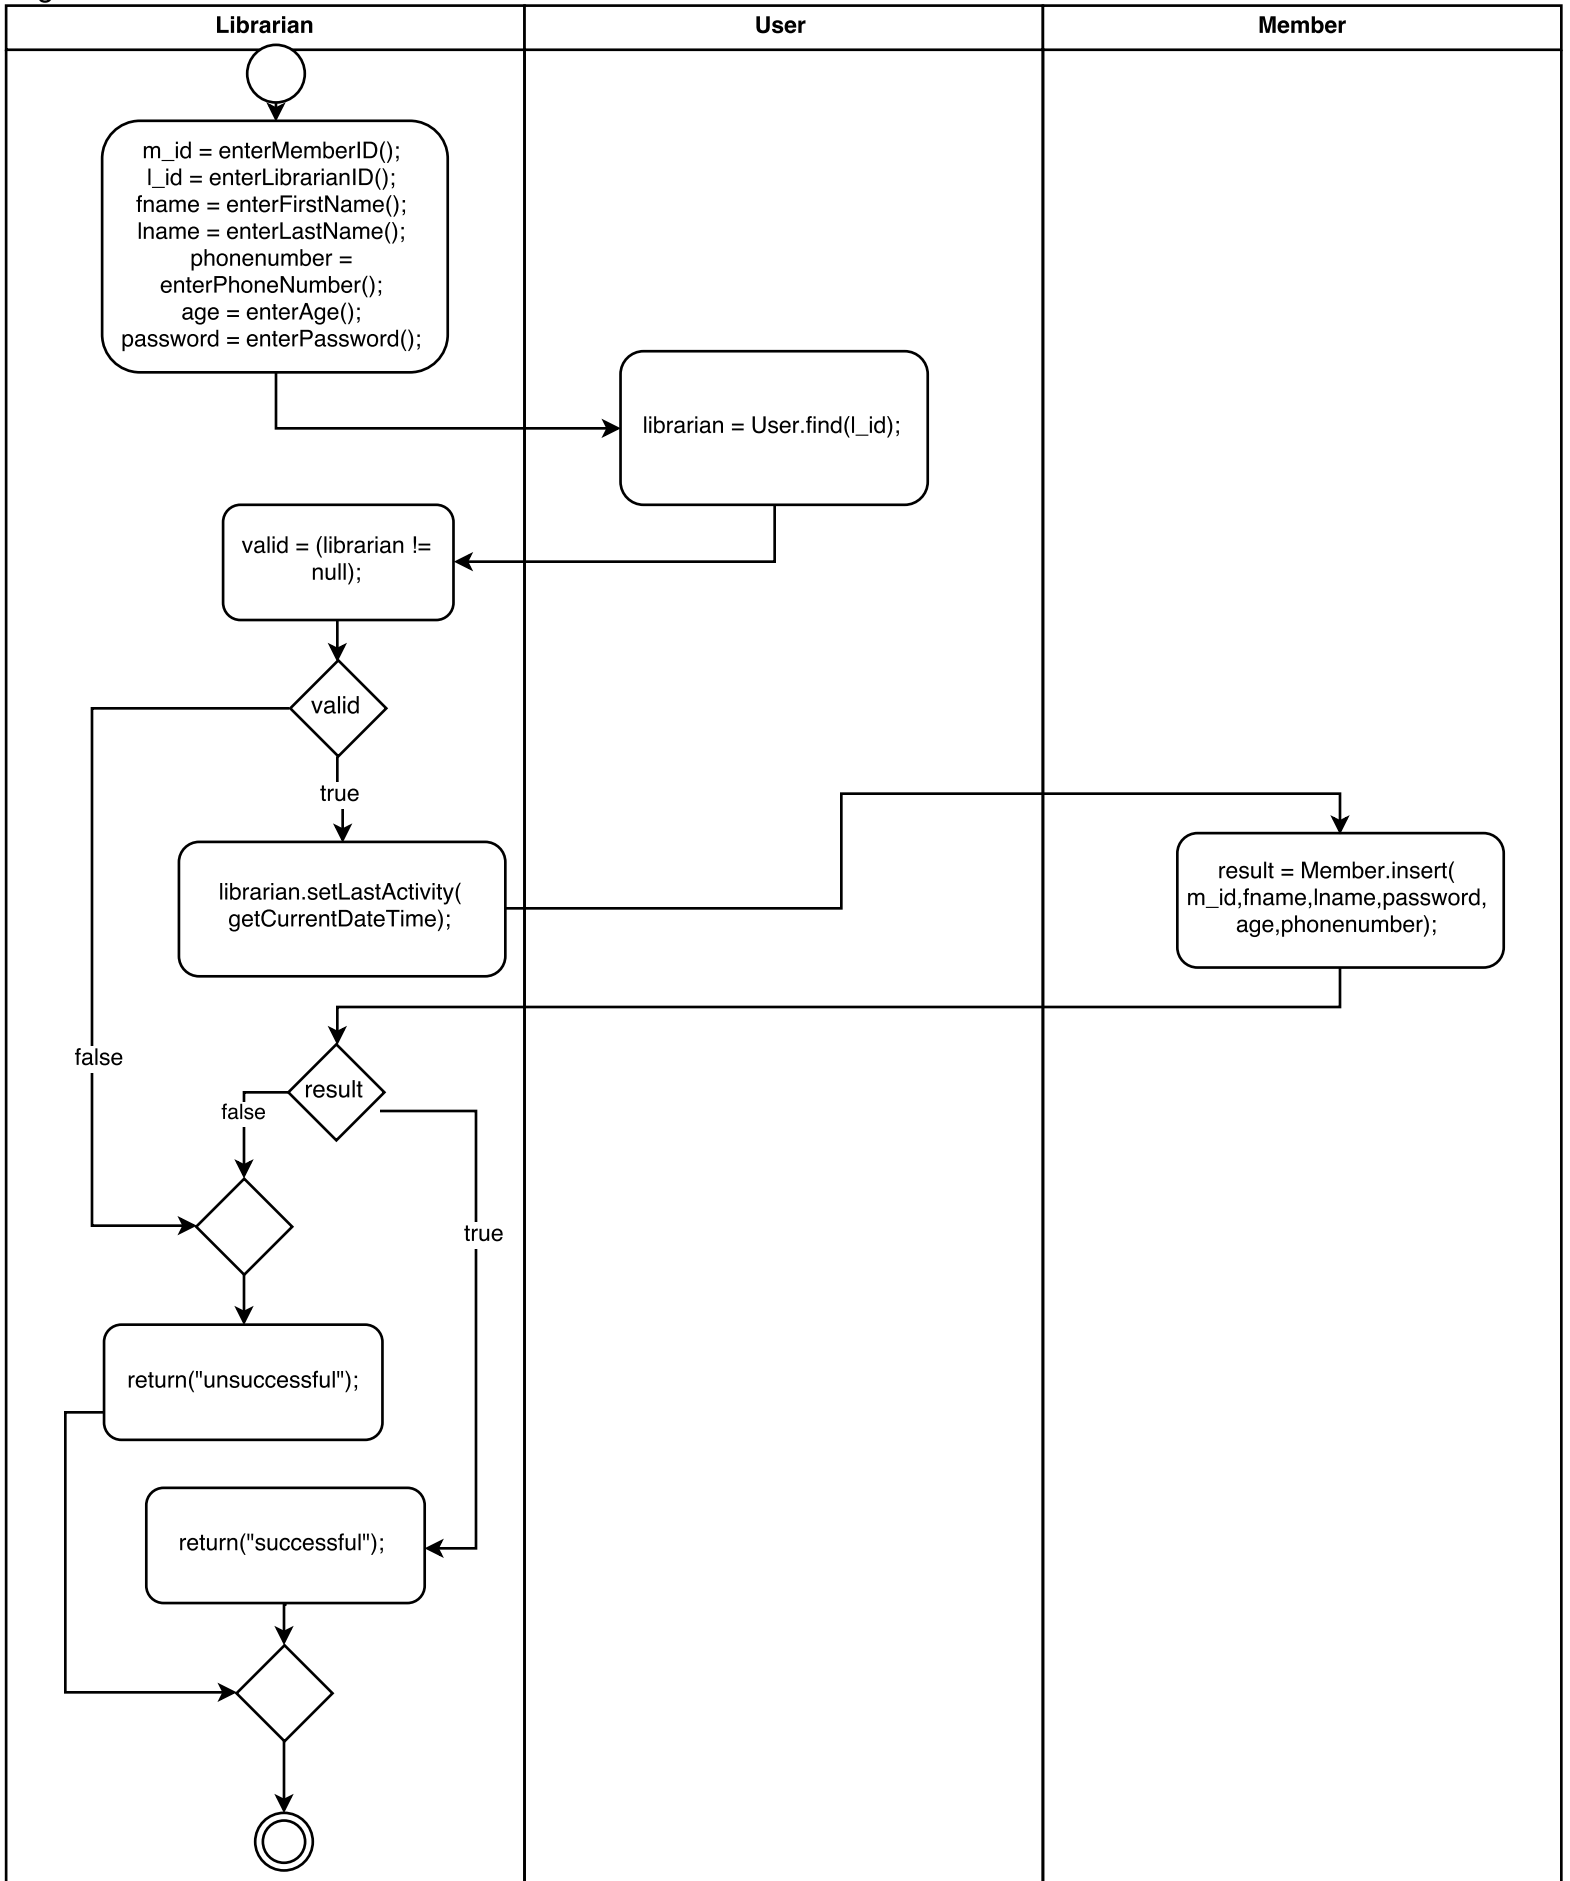 Librarian
User
Member
m_id = enterMemberID();
l_id = enterLibrarianID();
fname = enterFirstName();
lname = enterLastName();
phonenumber =
enterPhoneNumber();
age = enterAge();
password = enterPassword();
librarian = User.find(l_id);
valid = (librarian !=
null);
valid
true
librarian.setLastActivity(
getCurrentDateTime);
result = Member.insert(
m_id,fname,lname,password,
age,phonenumber);
false
result
false
true
return("unsuccessful");
return("successful");